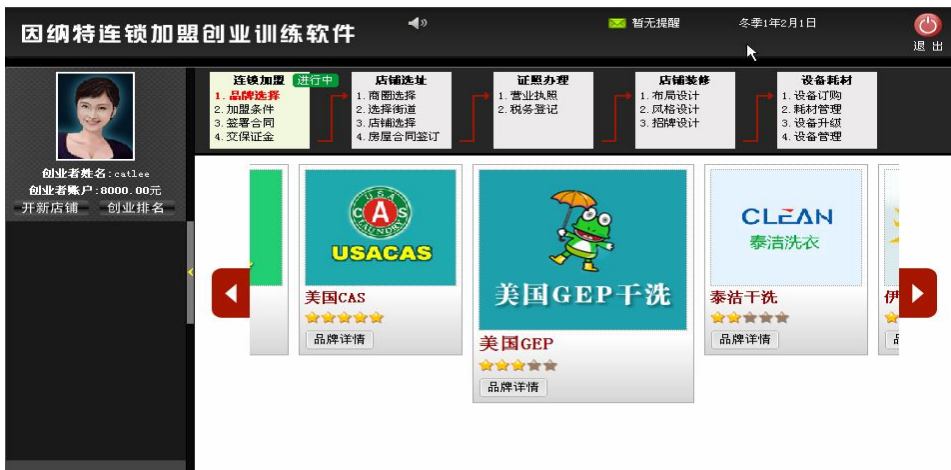 因纳特连锁加盟创业训练软件
暂无提醒
冬季1年2月1日
退 出
连锁加盟 进行中
1. 品牌选择
2. 加盟条件
3. 签署合同
4. 交保证金
店铺选址
1. 商圈选择
2. 选择街道
3. 店铺选择
4. 房屋合同签订
证照办理
1. 营业执照
2. 税务登记
店铺装修
1. 布局设计
2. 风格设计
3. 招牌设计
设备耗材
1. 设备订购
2. 耗材管理
3. 设备升级
4. 设备管理
创业者姓名:catlee
创业者账户:8000.00元
开新店铺 创业排名
USA
CAS
LAUNDRY
USACAS
美国CAS
品牌详情
美国GEP干洗
美国GEP
品牌详情
CLEAN
泰洁洗衣
泰洁干洗
品牌详情
伊